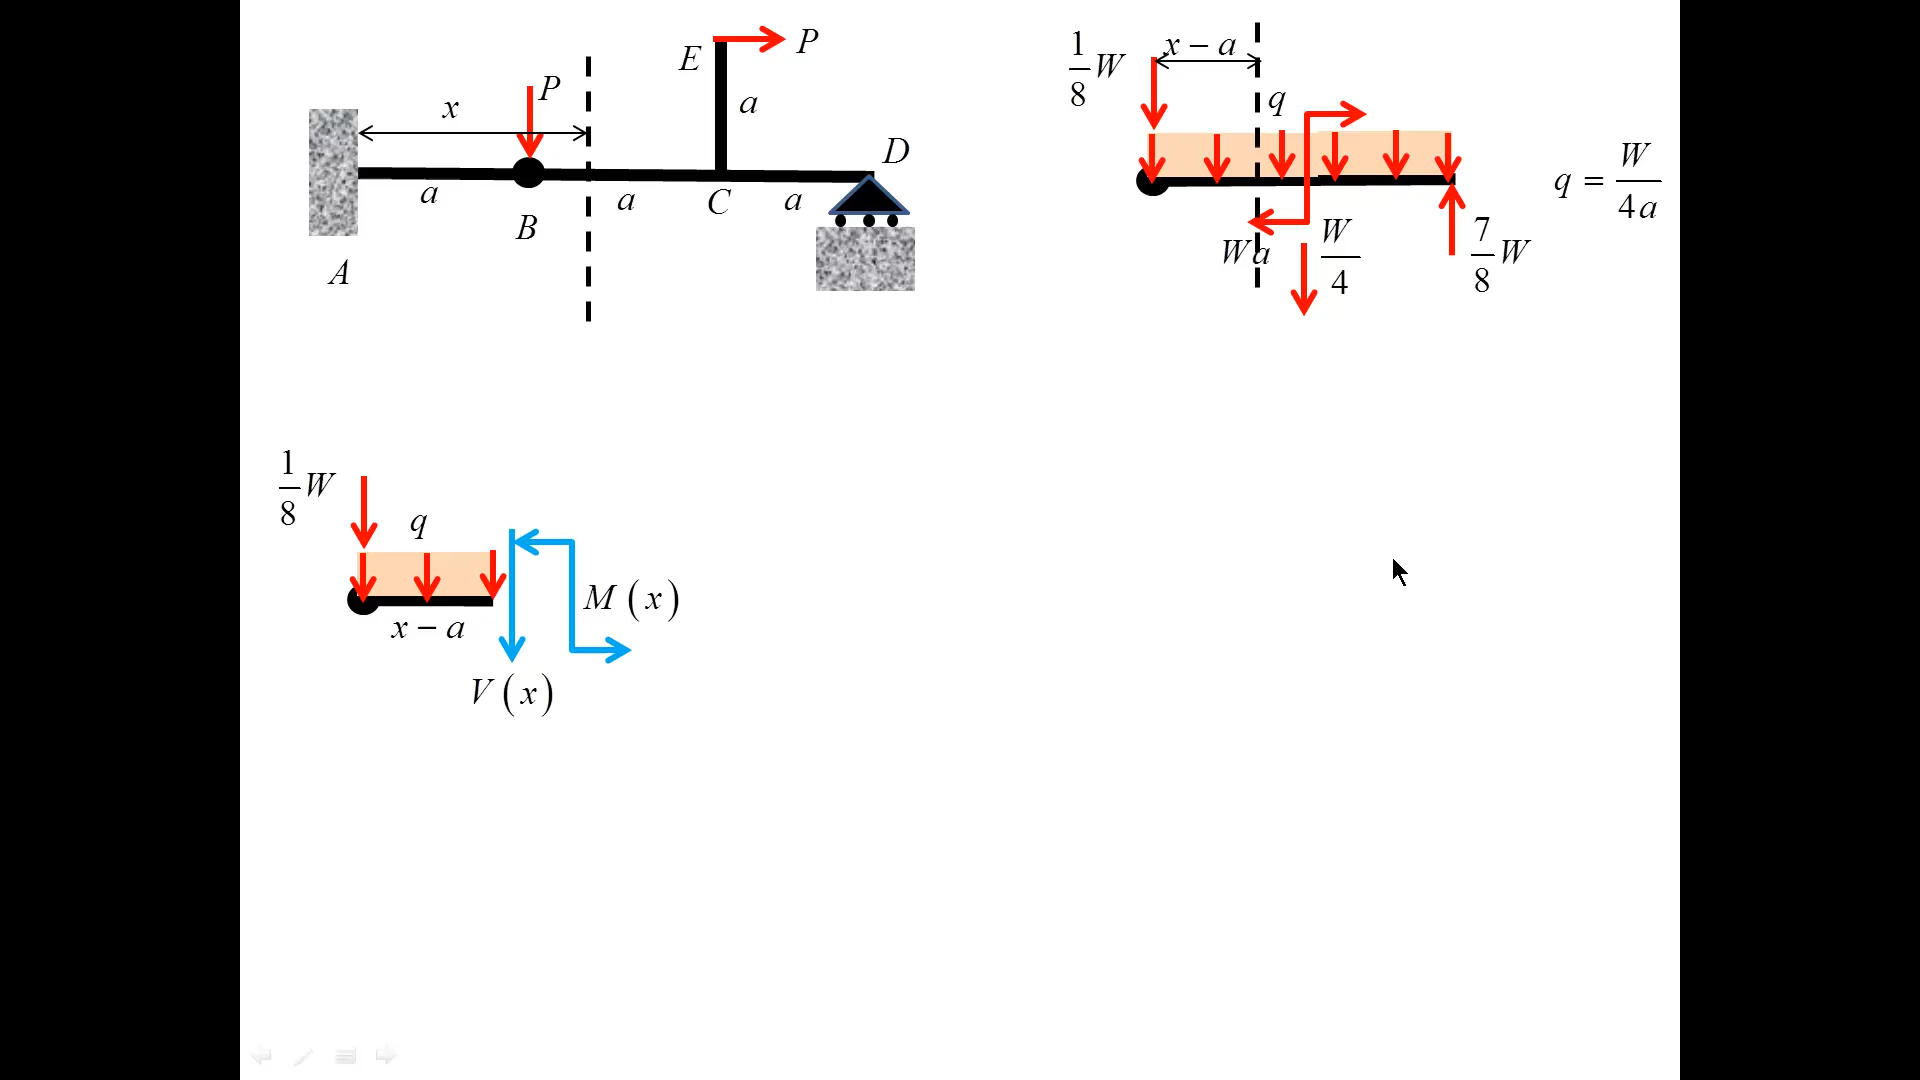 E
P
P
x
a
D
a
a
C
a
B
A
1/8 W
x − a
q
q = W/4a
Wa
W/4
7/8 W
1/8 W
q
M(x)
x − a
V(x)